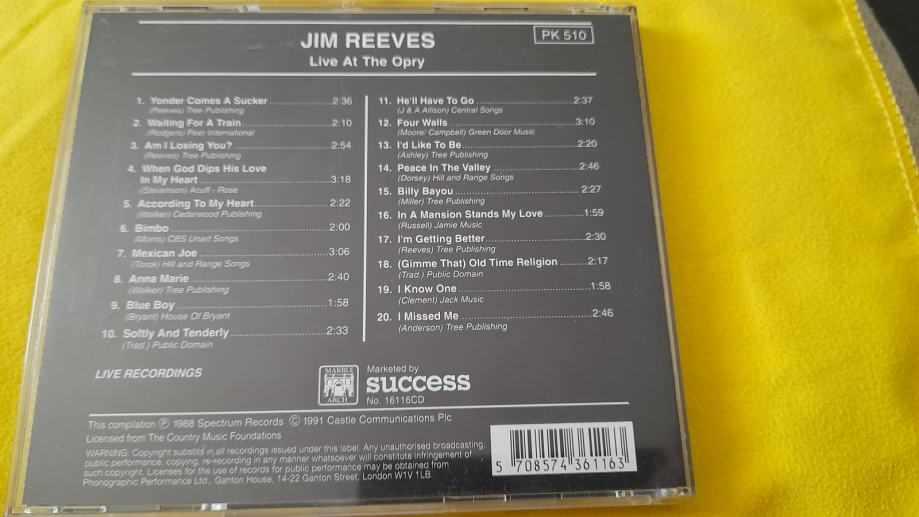 JIM REEVES
PK 510
Live At The Opry
1. Yonder Comes A Sucker 2:36
(Reeves) Tree Publishing
2. Waiting For A Train 2:10
(Rodgers) Peer International
3. Am I Losing You? 2:54
(Reeves) Tree Publishing
4. When God Dips His Love
In My Heart 3:18
(Stevenson) Acuff - Rose
5. According To My Heart 2:22
(Walker) Cedarwood Publishing
6. Bimbo 2:00
(Morris) CBS Unart Songs
7. Mexican Joe 3:06
(Torok) Hill and Range Songs
8. Anna Marie 2:40
(Walker) Tree Publishing
9. Blue Boy 1:58
(Bryant) House Of Bryant
10. Softly And Tenderly 2:33
(Trad.) Public Domain
11. He'll Have To Go 2:37
(J & A Allison) Central Songs
12. Four Walls 3:10
(Moore/ Campbell) Green Door Music
13. I'd Like To Be 2:20
(Ashley) Tree Publishing
14. Peace In The Valley 2:46
(Dorsey) Hill and Range Songs
15. Billy Bayou 2:27
(Miller) Tree Publishing
16. In A Mansion Stands My Love 1:59
(Russell) Jamie Music
17. I'm Getting Better 2:30
(Reeves) Tree Publishing
18. (Gimme That) Old Time Religion 2:17
(Trad.) Public Domain
19. I Know One 1:58
(Clement) Jack Music
20. I Missed Me 2:46
(Anderson) Tree Publishing
LIVE RECORDINGS
MARBLE
ARCH
Marketed by
success
No. 16116CD
This compilation Ⓟ 1988 Spectrum Records © 1991 Castle Communications Plc
Licensed from The Country Music Foundations
WARNING: Copyright subsists in all recordings issued under this label. Any unauthorised broadcasting,
public performance, copying, re-recording in any manner whatsoever will constitute infringement of
such copyright. Licenses for the use of records for public performance may be obtained from
Phonographic Performance Ltd., Ganton House, 14-22 Ganton Street, London W1V 1LB.
5 708574 361163